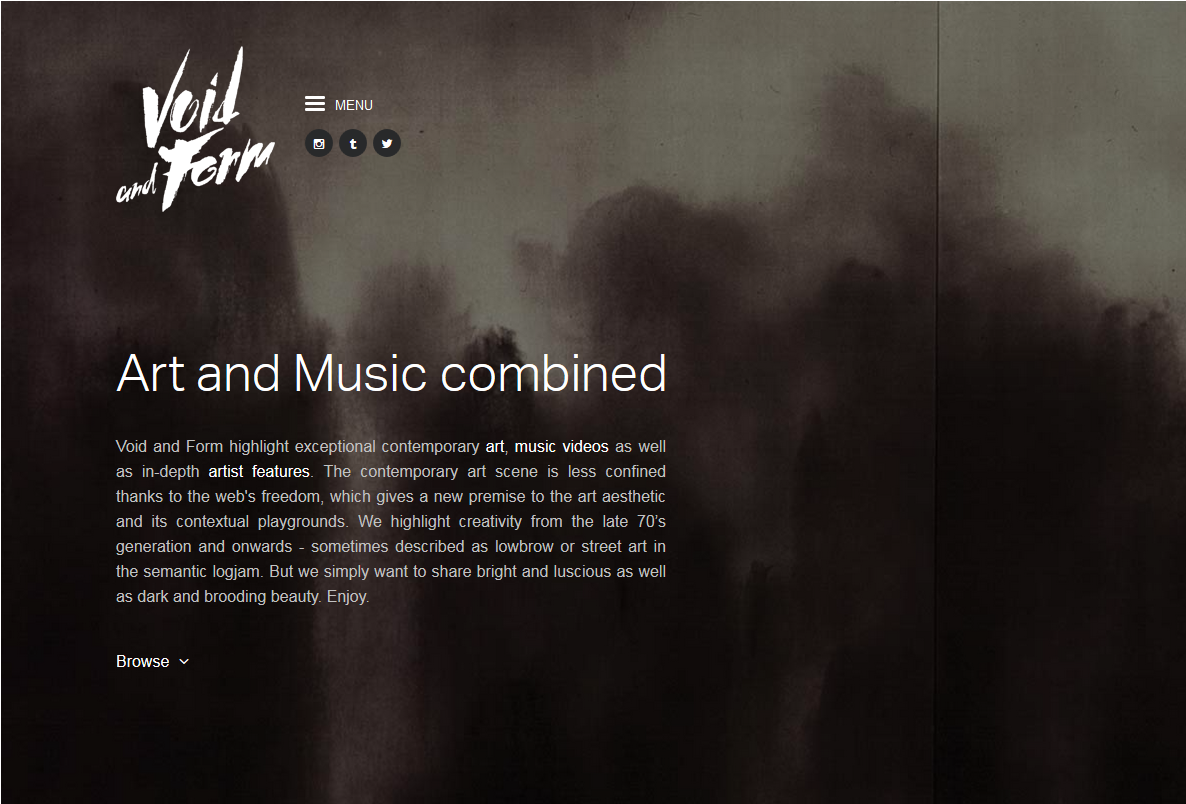 Void
and Form
MENU
Art and Music combined
Void and Form highlight exceptional contemporary art, music videos as well
as in-depth artist features. The contemporary art scene is less confined
thanks to the web's freedom, which gives a new premise to the art aesthetic
and its contextual playgrounds. We highlight creativity from the late 70’s
generation and onwards - sometimes described as lowbrow or street art in
the semantic logjam. But we simply want to share bright and luscious as well
as dark and brooding beauty. Enjoy.
Browse